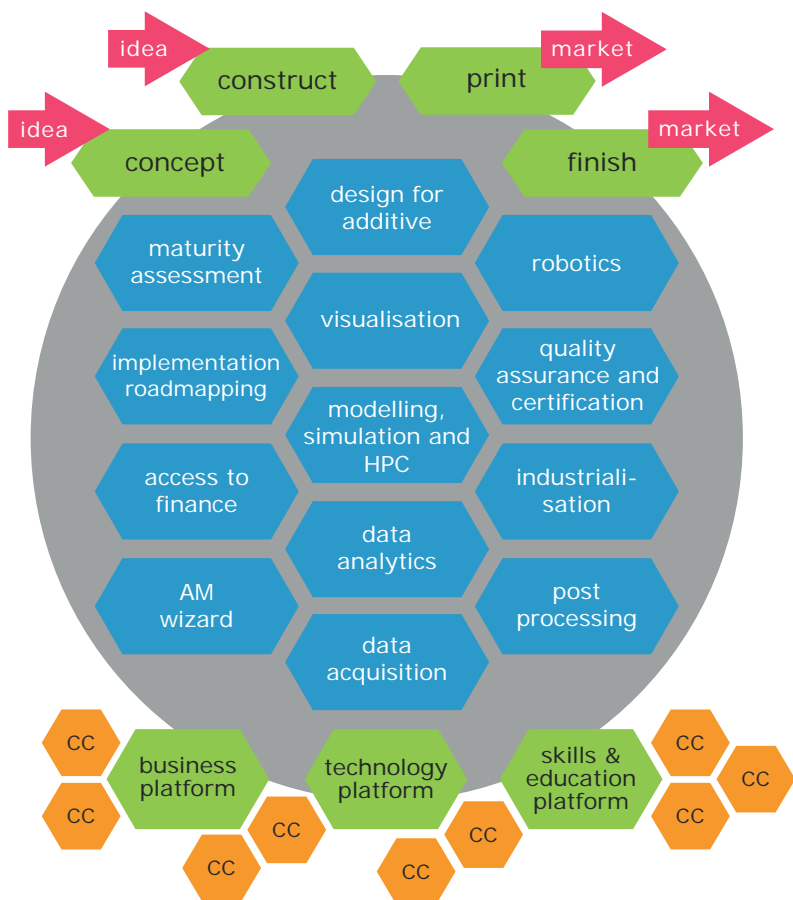 idea
construct
print
market
idea
concept
finish
market
design for
additive
maturity
assessment
robotics
visualisation
implementation
roadmapping
quality
assurance and
certification
modelling,
simulation and
HPC
access to
finance
industriali-
sation
data
analytics
AM
wizard
post
processing
data
acquisition
CC
CC
business
platform
technology
platform
skills &
education
platform
CC
CC
CC
CC
CC
CC
CC